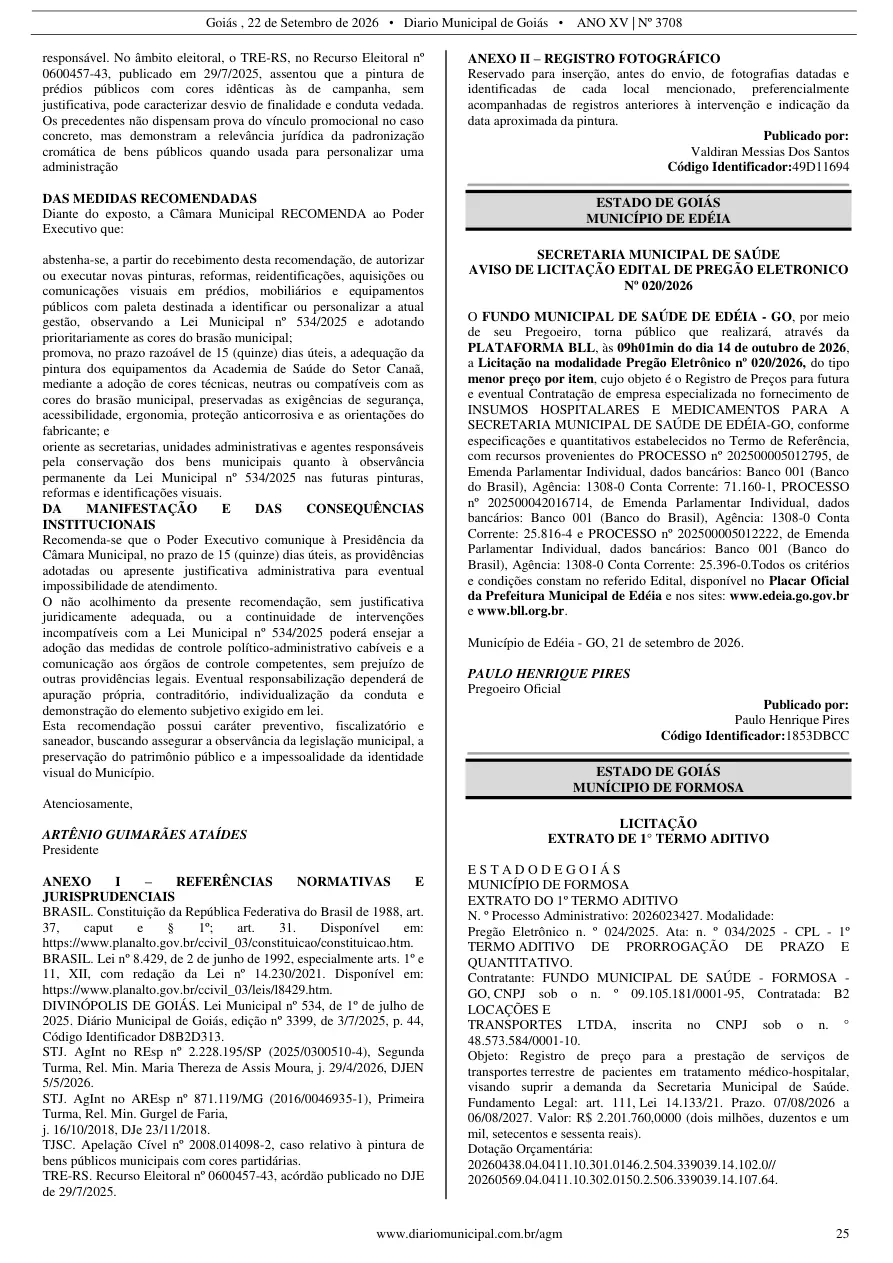 Goiás , 22 de Setembro de 2026 • Diario Municipal de Goiás • ANO XV | Nº 3708
responsável. No âmbito eleitoral, o TRE-RS, no Recurso Eleitoral nº
0600457-43, publicado em 29/7/2025, assentou que a pintura de
prédios públicos com cores idênticas às de campanha, sem
justificativa, pode caracterizar desvio de finalidade e conduta vedada.
Os precedentes não dispensam prova do vínculo promocional no caso
concreto, mas demonstram a relevância jurídica da padronização
cromática de bens públicos quando usada para personalizar uma
administração
DAS MEDIDAS RECOMENDADAS
Diante do exposto, a Câmara Municipal RECOMENDA ao Poder
Executivo que:
abstenha-se, a partir do recebimento desta recomendação, de autorizar
ou executar novas pinturas, reformas, reidentificações, aquisições ou
comunicações visuais em prédios, mobiliários e equipamentos
públicos com paleta destinada a identificar ou personalizar a atual
gestão, observando a Lei Municipal nº 534/2025 e adotando
prioritariamente as cores do brasão municipal;
promova, no prazo razoável de 15 (quinze) dias úteis, a adequação da
pintura dos equipamentos da Academia de Saúde do Setor Canaã,
mediante a adoção de cores técnicas, neutras ou compatíveis com as
cores do brasão municipal, preservadas as exigências de segurança,
acessibilidade, ergonomia, proteção anticorrosiva e as orientações do
fabricante; e
oriente as secretarias, unidades administrativas e agentes responsáveis
pela conservação dos bens municipais quanto à observância
permanente da Lei Municipal nº 534/2025 nas futuras pinturas,
reformas e identificações visuais.
DA MANIFESTAÇÃO E DAS CONSEQUÊNCIAS
INSTITUCIONAIS
Recomenda-se que o Poder Executivo comunique à Presidência da
Câmara Municipal, no prazo de 15 (quinze) dias úteis, as providências
adotadas ou apresente justificativa administrativa para eventual
impossibilidade de atendimento.
O não acolhimento da presente recomendação, sem justificativa
juridicamente adequada, ou a continuidade de intervenções
incompatíveis com a Lei Municipal nº 534/2025 poderá ensejar a
adoção das medidas de controle político-administrativo cabíveis e a
comunicação aos órgãos de controle competentes, sem prejuízo de
outras providências legais. Eventual responsabilização dependerá de
apuração própria, contraditório, individualização da conduta e
demonstração do elemento subjetivo exigido em lei.
Esta recomendação possui caráter preventivo, fiscalizatório e
saneador, buscando assegurar a observância da legislação municipal, a
preservação do patrimônio público e a impessoalidade da identidade
visual do Município.
Atenciosamente,
ARTÊNIO GUIMARÃES ATAÍDES
Presidente
ANEXO I – REFERÊNCIAS NORMATIVAS E
JURISPRUDENCIAIS
BRASIL. Constituição da República Federativa do Brasil de 1988, art.
37, caput e § 1º; art. 31. Disponível em:
https://www.planalto.gov.br/ccivil_03/constituicao/constituicao.htm.
BRASIL. Lei nº 8.429, de 2 de junho de 1992, especialmente arts. 1º e
11, XII, com redação da Lei nº 14.230/2021. Disponível em:
https://www.planalto.gov.br/ccivil_03/leis/l8429.htm.
DIVINÓPOLIS DE GOIÁS. Lei Municipal nº 534, de 1º de julho de
2025. Diário Municipal de Goiás, edição nº 3399, de 3/7/2025, p. 44,
Código Identificador D8B2D313.
STJ. AgInt no REsp nº 2.228.195/SP (2025/0300510-4), Segunda
Turma, Rel. Min. Maria Thereza de Assis Moura, j. 29/4/2026, DJEN
5/5/2026.
STJ. AgInt no AREsp nº 871.119/MG (2016/0046935-1), Primeira
Turma, Rel. Min. Gurgel de Faria,
j. 16/10/2018, DJe 23/11/2018.
TJSC. Apelação Cível nº 2008.014098-2, caso relativo à pintura de
bens públicos municipais com cores partidárias.
TRE-RS. Recurso Eleitoral nº 0600457-43, acórdão publicado no DJE
de 29/7/2025.
ANEXO II – REGISTRO FOTOGRÁFICO
Reservado para inserção, antes do envio, de fotografias datadas e
identificadas de cada local mencionado, preferencialmente
acompanhadas de registros anteriores à intervenção e indicação da
data aproximada da pintura.
Publicado por:
Valdiran Messias Dos Santos
Código Identificador:49D11694
ESTADO DE GOIÁS
MUNICÍPIO DE EDÉIA
SECRETARIA MUNICIPAL DE SAÚDE
AVISO DE LICITAÇÃO EDITAL DE PREGÃO ELETRONICO
Nº 020/2026
O FUNDO MUNICIPAL DE SAÚDE DE EDÉIA - GO, por meio
de seu Pregoeiro, torna público que realizará, através da
PLATAFORMA BLL, às 09h01min do dia 14 de outubro de 2026,
a Licitação na modalidade Pregão Eletrônico nº 020/2026, do tipo
menor preço por item, cujo objeto é o Registro de Preços para futura
e eventual Contratação de empresa especializada no fornecimento de
INSUMOS HOSPITALARES E MEDICAMENTOS PARA A
SECRETARIA MUNICIPAL DE SAÚDE DE EDÉIA-GO, conforme
especificações e quantitativos estabelecidos no Termo de Referência,
com recursos provenientes do PROCESSO nº 202500005012795, de
Emenda Parlamentar Individual, dados bancários: Banco 001 (Banco
do Brasil), Agência: 1308-0 Conta Corrente: 71.160-1, PROCESSO
nº 202500042016714, de Emenda Parlamentar Individual, dados
bancários: Banco 001 (Banco do Brasil), Agência: 1308-0 Conta
Corrente: 25.816-4 e PROCESSO nº 202500005012222, de Emenda
Parlamentar Individual, dados bancários: Banco 001 (Banco do
Brasil), Agência: 1308-0 Conta Corrente: 25.396-0.Todos os critérios
e condições constam no referido Edital, disponível no Placar Oficial
da Prefeitura Municipal de Edéia e nos sites: www.edeia.go.gov.br
e www.bll.org.br.
Município de Edéia - GO, 21 de setembro de 2026.
PAULO HENRIQUE PIRES
Pregoeiro Oficial
Publicado por:
Paulo Henrique Pires
Código Identificador:1853DBCC
ESTADO DE GOIÁS
MUNÍCIPIO DE FORMOSA
LICITAÇÃO
EXTRATO DE 1° TERMO ADITIVO
E S T A D O D E G O I Á S
MUNICÍPIO DE FORMOSA
EXTRATO DO 1º TERMO ADITIVO
N. º Processo Administrativo: 2026023427. Modalidade:
Pregão Eletrônico n. º 024/2025. Ata: n. º 034/2025 - CPL - 1º
TERMO ADITIVO DE PRORROGAÇÃO DE PRAZO E
QUANTITATIVO.
Contratante: FUNDO MUNICIPAL DE SAÚDE - FORMOSA -
GO, CNPJ sob o n. º 09.105.181/0001-95, Contratada: B2
LOCAÇÕES E
TRANSPORTES LTDA, inscrita no CNPJ sob o n. °
48.573.584/0001-10.
Objeto: Registro de preço para a prestação de serviços de
transportes terrestre de pacientes em tratamento médico-hospitalar,
visando suprir a demanda da Secretaria Municipal de Saúde.
Fundamento Legal: art. 111, Lei 14.133/21. Prazo. 07/08/2026 a
06/08/2027. Valor: R$ 2.201.760,0000 (dois milhões, duzentos e um
mil, setecentos e sessenta reais).
Dotação Orçamentária:
20260438.04.0411.10.301.0146.2.504.339039.14.102.0//
20260569.04.0411.10.302.0150.2.506.339039.14.107.64.
www.diariomunicipal.com.br/agm 25